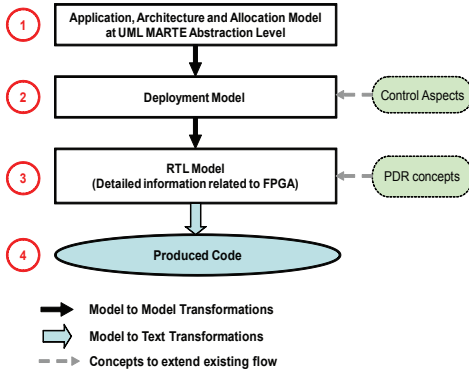 1
Application, Architecture and Allocation Model
at UML MARTE Abstraction Level
2
Deployment Model
Control Aspects
3
RTL Model
(Detailed information related to FPGA)
PDR concepts
4
Produced Code
Model to Model Transformations
Model to Text Transformations
Concepts to extend existing flow